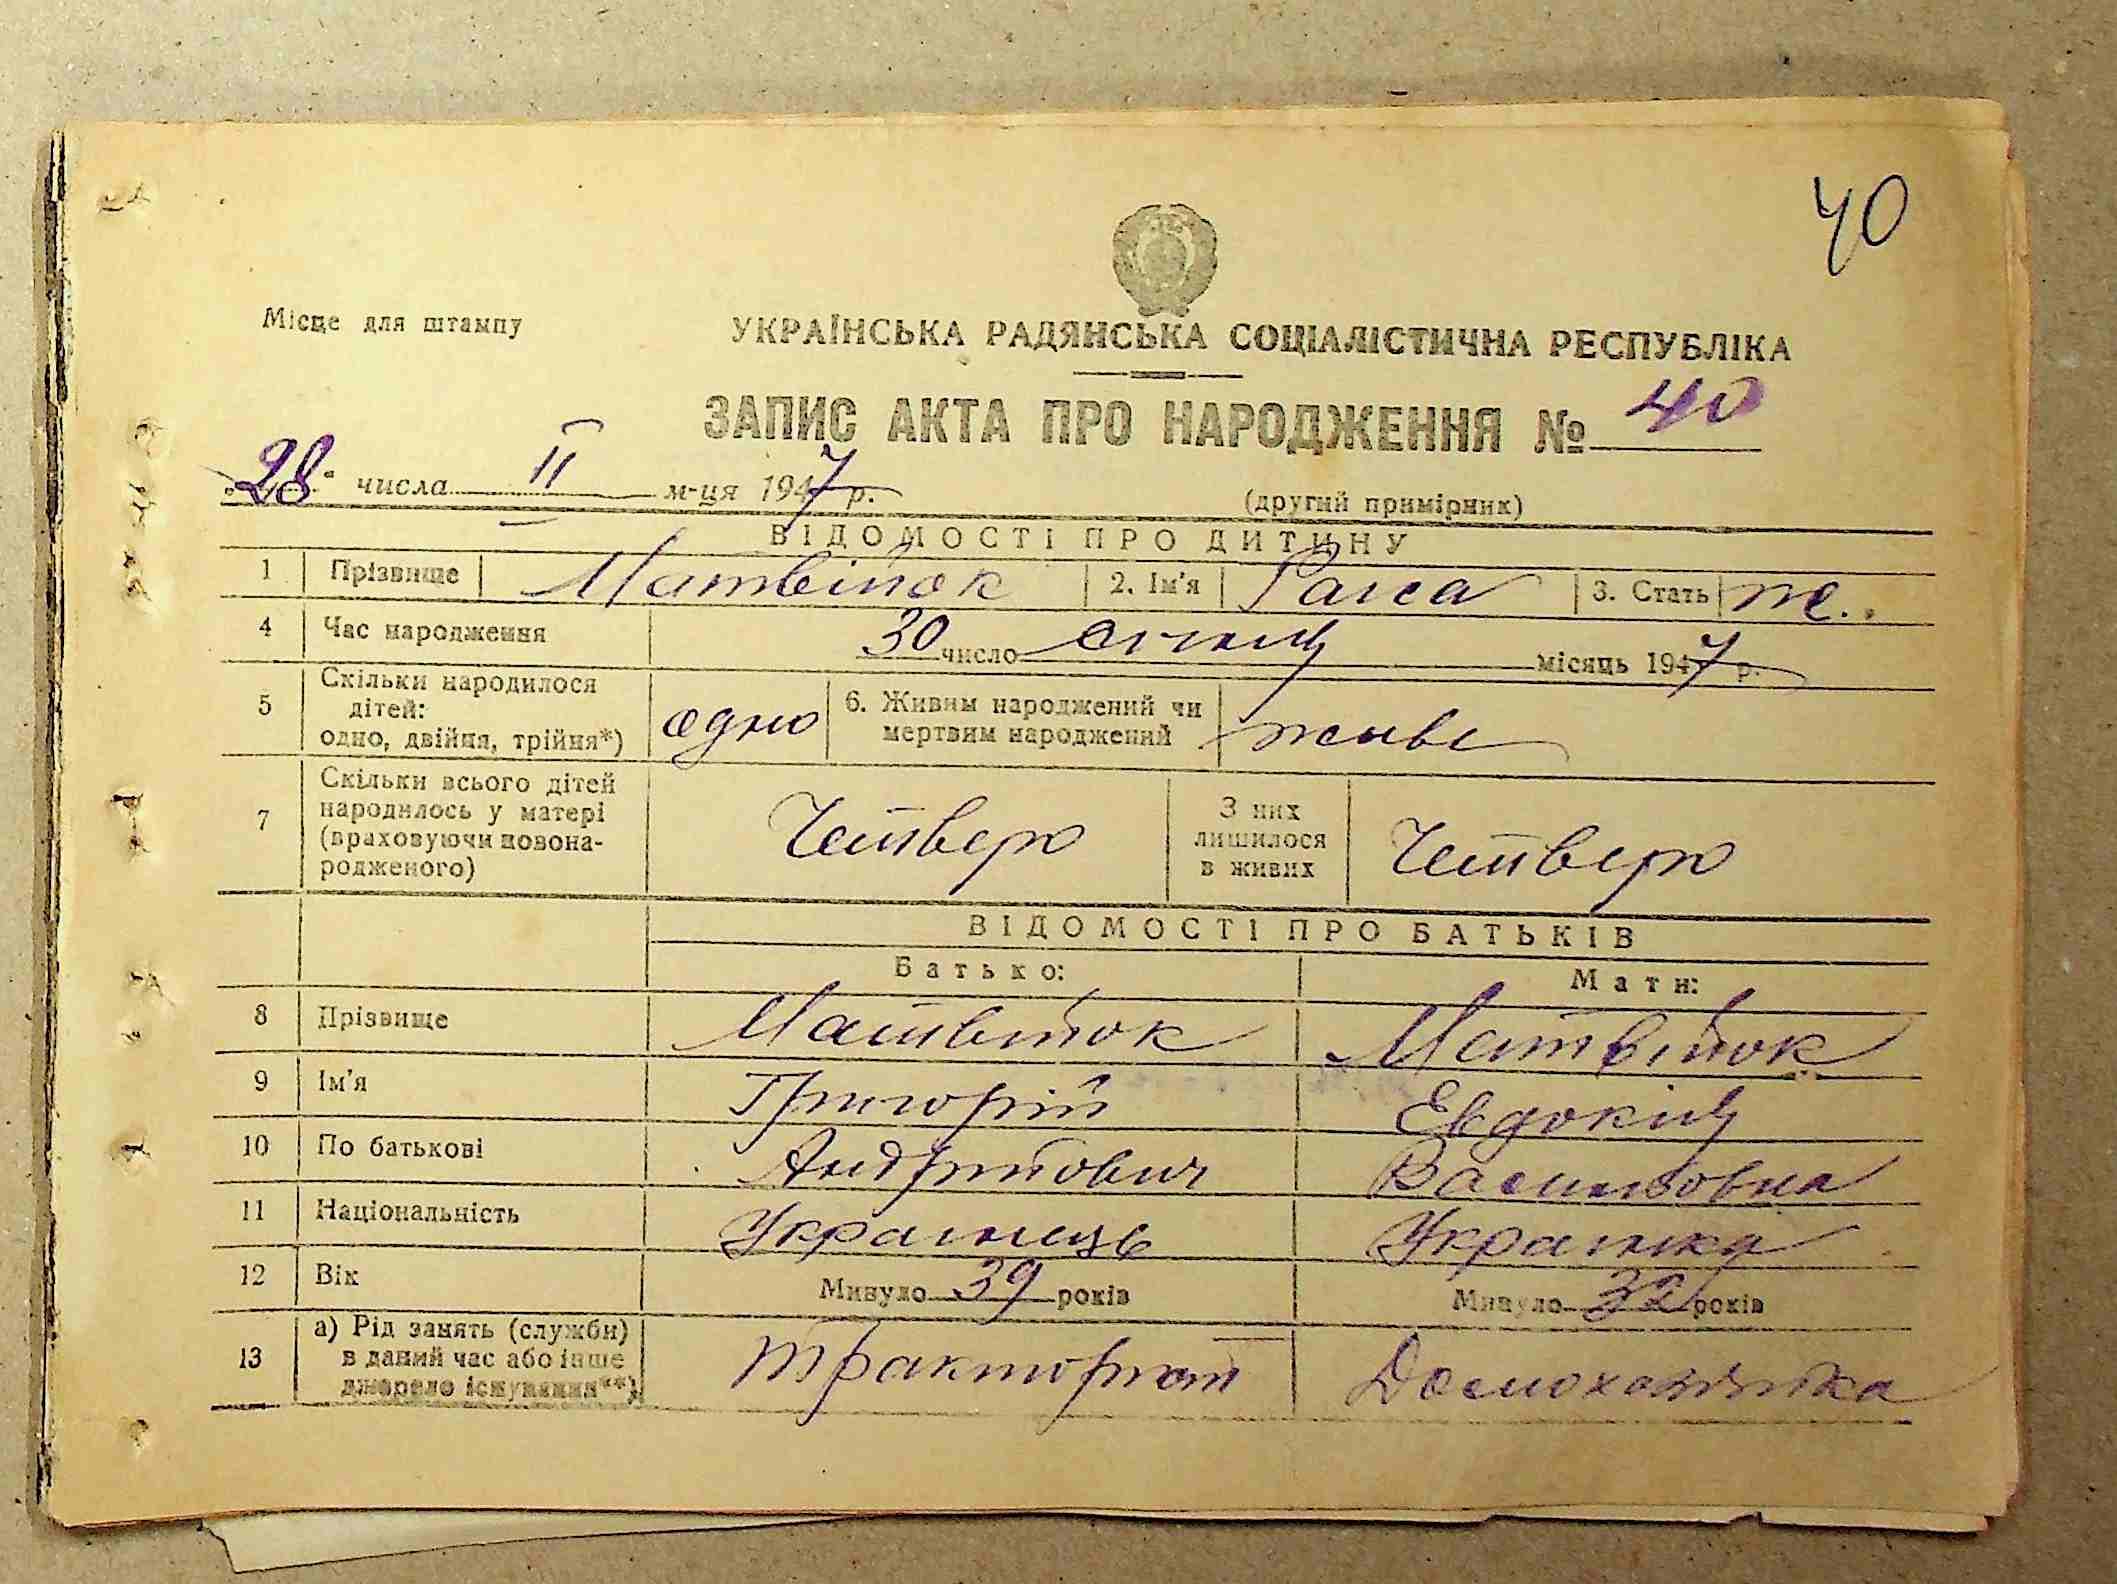 40
Місце для штампу
УКРАЇНСЬКА РАДЯНСЬКА СОЦІАЛІСТИЧНА РЕСПУБЛІКА
ЗАПИС АКТА ПРО НАРОДЖЕННЯ № 40
„28" числа II м-ця 1947 р.
(другий примірник)
ВІДОМОСТІ ПРО ДИТИНУ
1 Прізвище Матвійок 2. Ім'я Раиса 3. Стать ж.
4 Час народження 30 число січня місяць 1947 р.
5 Скільки народилося дітей: одно, двійня, трійня*) одно 6. Живим народжений чи мертвим народжений живе
7 Скільки всього дітей народилось у матері (враховуючи новонародженого) Четверо З них лишилося в живих Четверо
ВІДОМОСТІ ПРО БАТЬКІВ
Батько: Мати:
8 Прізвище Матвійок Матвійок
9 Ім'я Григорій Евдокія
10 По батькові Андрійович Василовна
11 Національність Украинець Украинка
12 Вік Минуло 39 років Минуло 32 років
13 а) Рід занять (служби) в даний час або інше джерело існування**) тракторист Домохозяйка